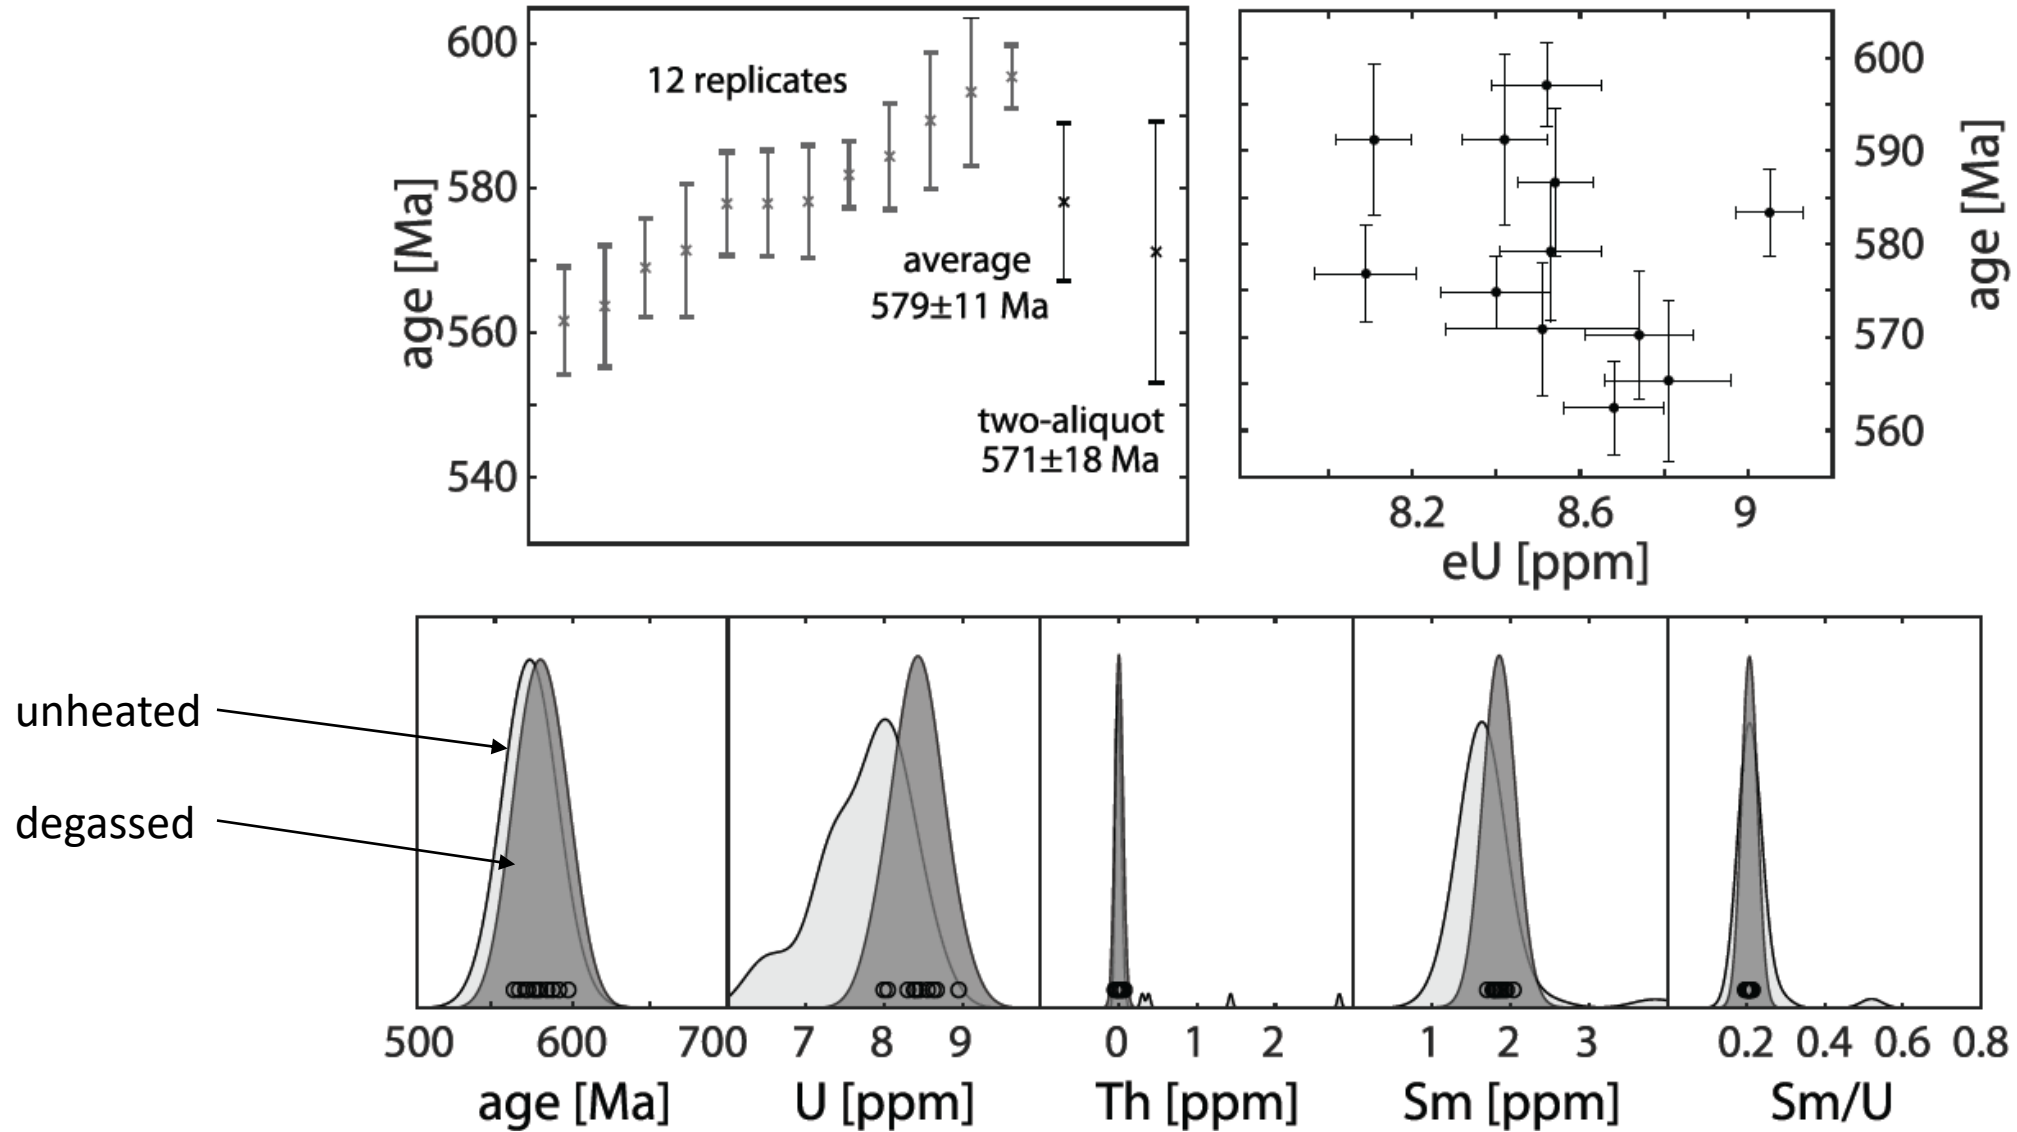 600
580
560
540
age [Ma]
12 replicates
average
579±11 Ma
two-aliquot
571±18 Ma
600
590
580
570
560
age [Ma]
8.2 8.6 9
eU [ppm]
unheated
degassed
500 600 700 7 8 9 0 1 2 1 2 3 0.2 0.4 0.6 0.8
age [Ma] U [ppm] Th [ppm] Sm [ppm] Sm/U